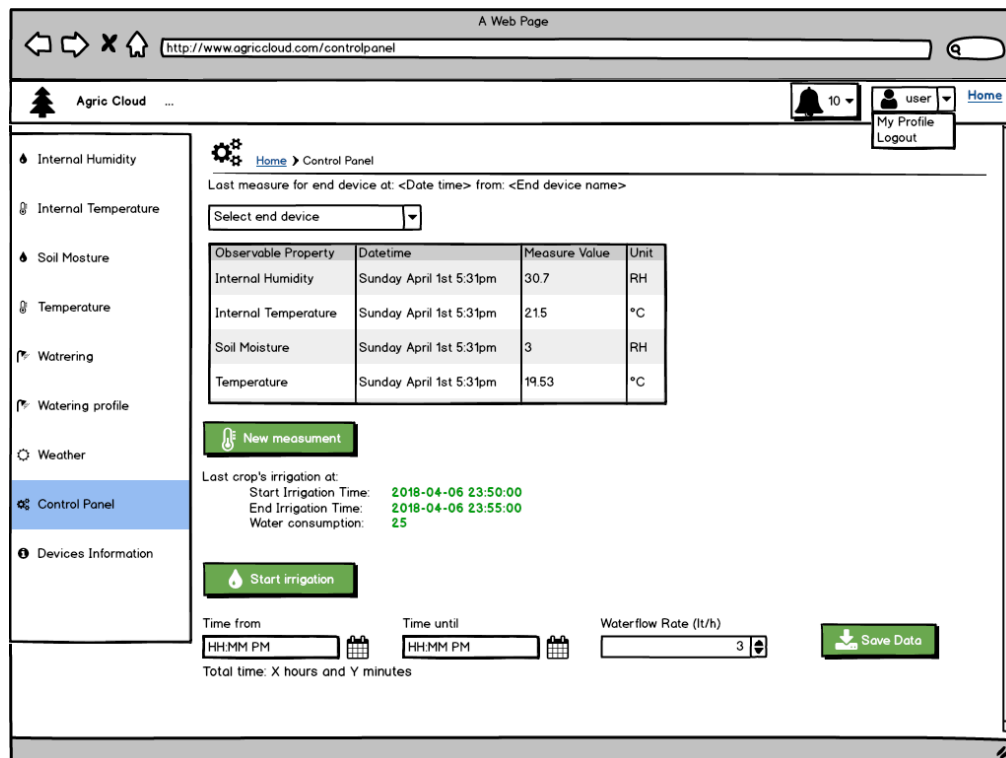 A Web Page
http://www.agriccloud.com/controlpanel
Agric Cloud ...
10
user
Home
My Profile
Logout
Internal Humidity
Internal Temperature
Soil Mosture
Temperature
Watrering
Watering profile
Weather
Control Panel
Devices Information
Home > Control Panel
Last measure for end device at: <Date time> from: <End device name>
Select end device
Observable Property Datetime Measure Value Unit
Internal Humidity Sunday April 1st 5:31pm 30.7 RH
Internal Temperature Sunday April 1st 5:31pm 21.5 °C
Soil Moisture Sunday April 1st 5:31pm 3 RH
Temperature Sunday April 1st 5:31pm 19.53 °C
New measument
Last crop's irrigation at:
Start Irrigation Time: 2018-04-06 23:50:00
End Irrigation Time: 2018-04-06 23:55:00
Water consumption: 25
Start irrigation
Time from Time until Waterflow Rate (lt/h)
HH:MM PM HH:MM PM 3 Save Data
Total time: X hours and Y minutes